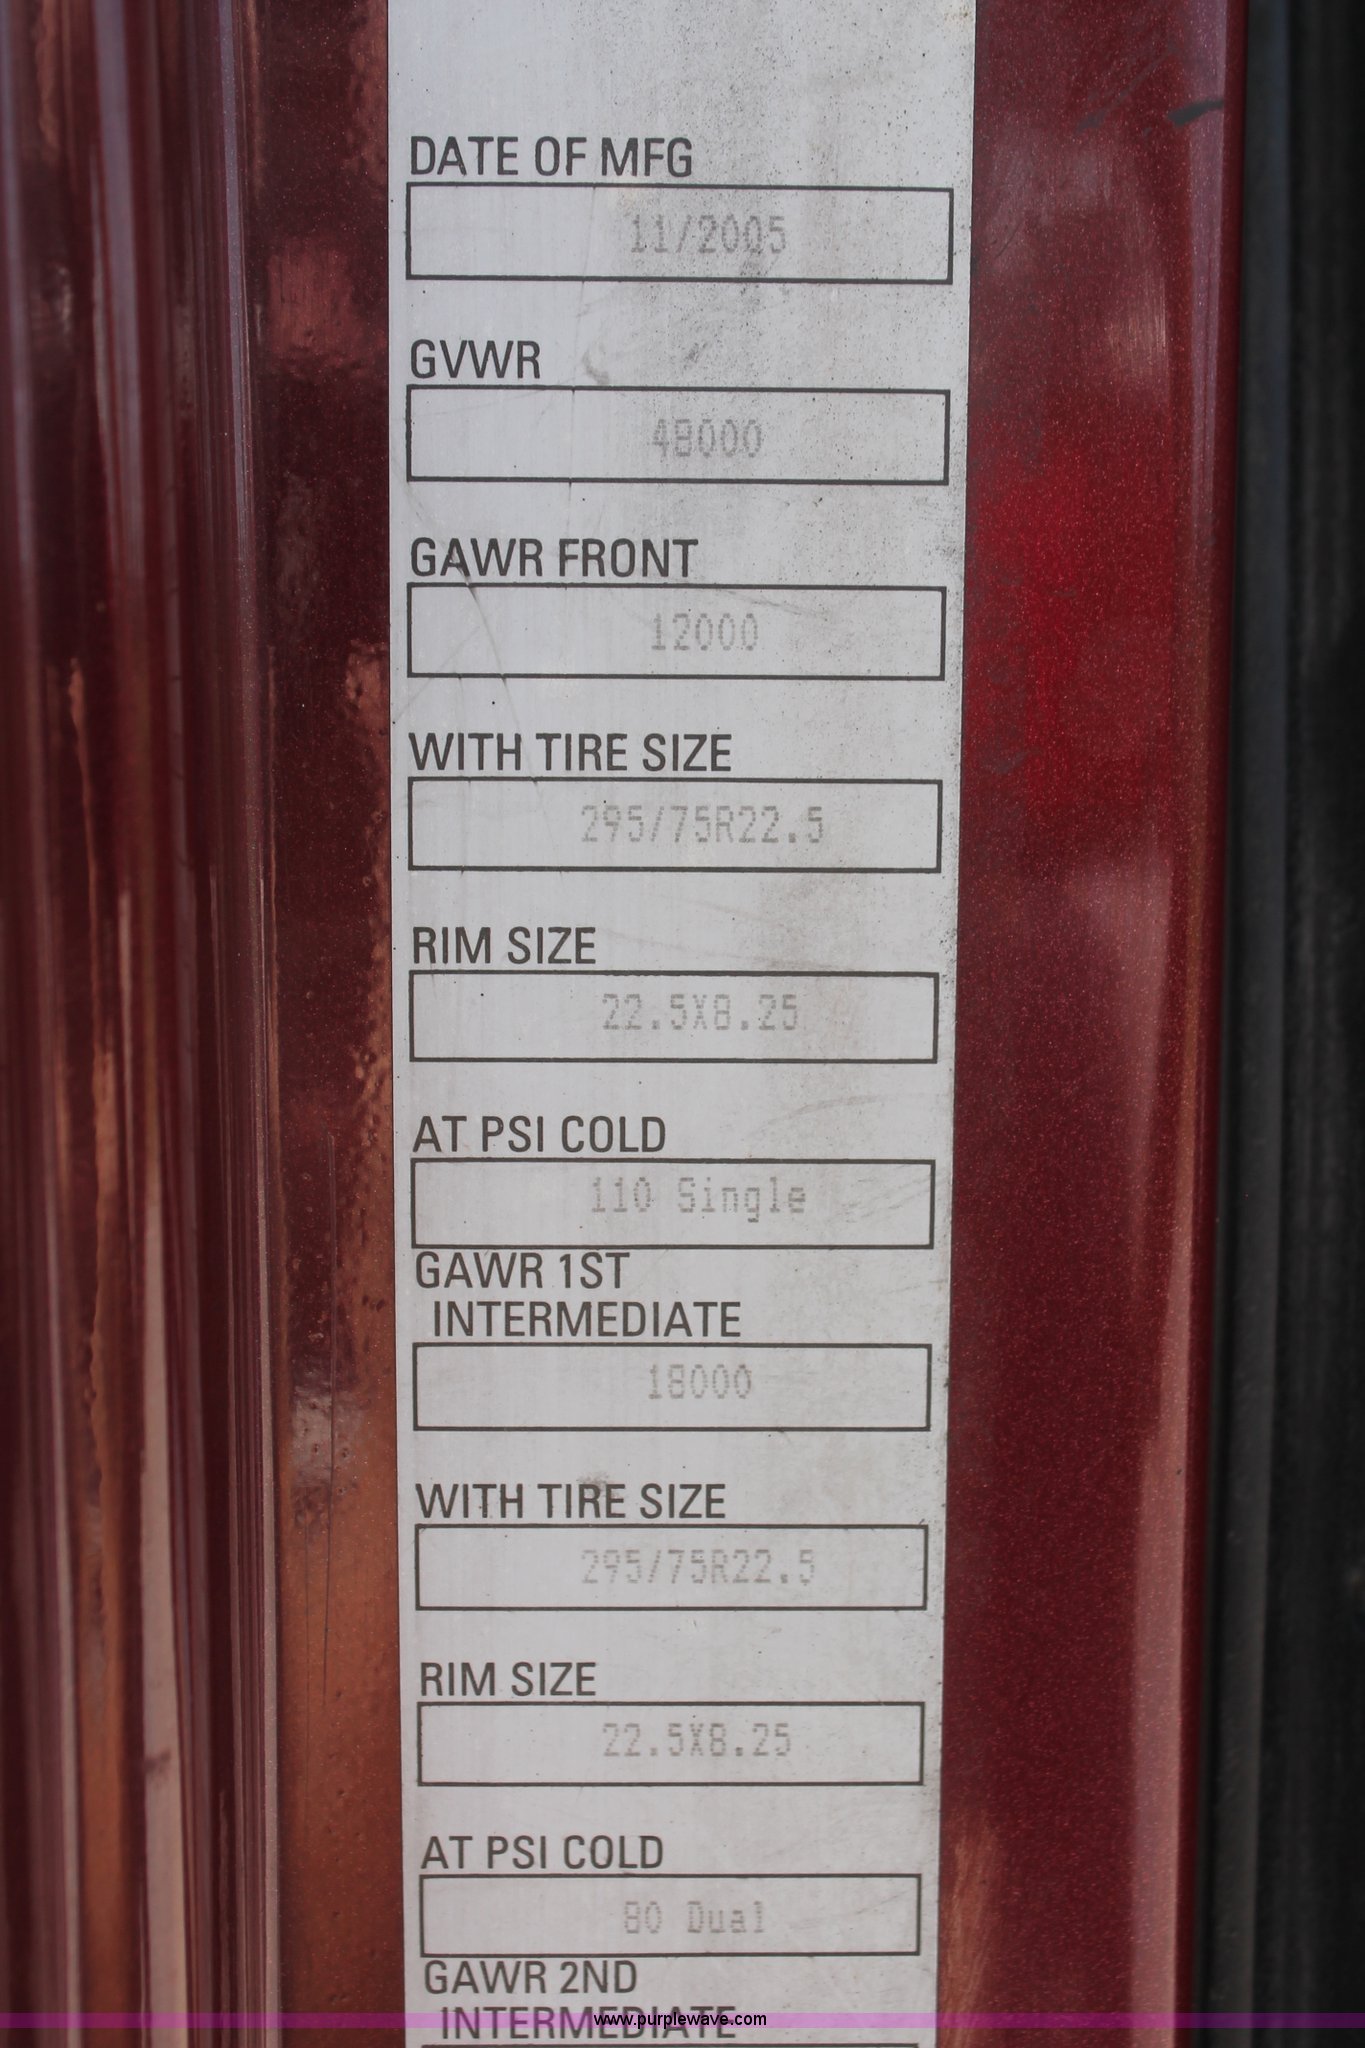 DATE OF MFG
11/2005
GVWR
48000
GAWR FRONT
12000
WITH TIRE SIZE
295/75R22.5
RIM SIZE
22.5X8.25
AT PSI COLD
110 Single
GAWR 1ST
INTERMEDIATE
18000
WITH TIRE SIZE
295/75R22.5
RIM SIZE
22.5X8.25
AT PSI COLD
80 Dual
GAWR 2ND
INTERMEDIATE
www.purplewave.com